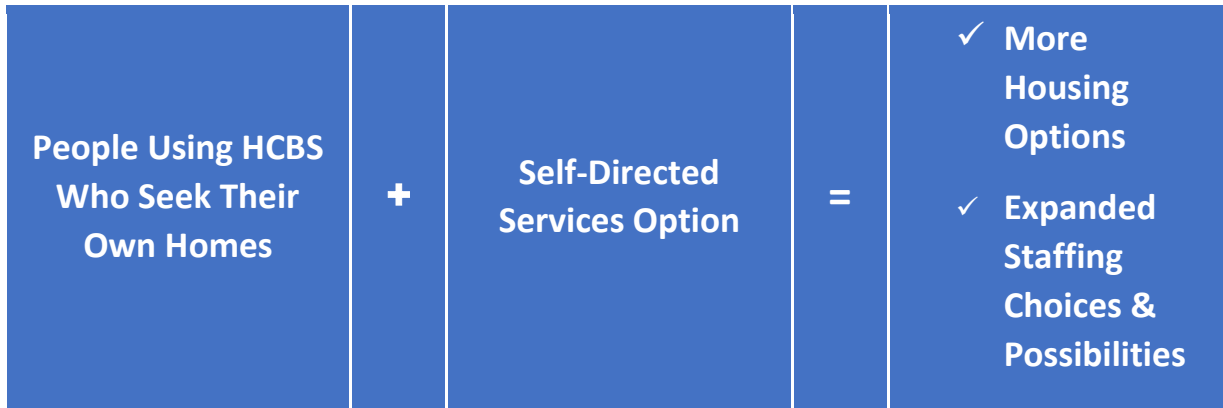 People Using HCBS
Who Seek Their
Own Homes
+
Self-Directed
Services Option
=
✓ More
Housing
Options
✓ Expanded
Staffing
Choices &
Possibilities